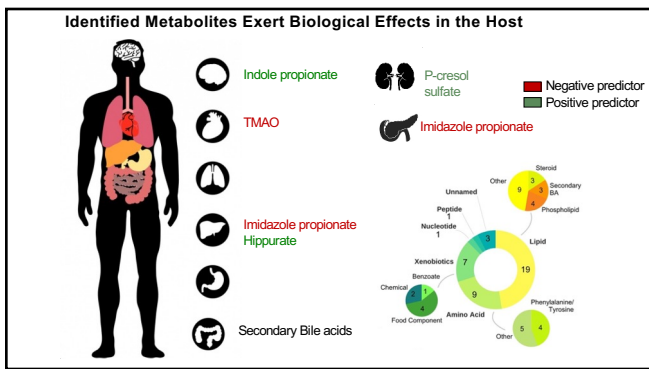 Identified Metabolites Exert Biological Effects in the Host
Indole propionate
P-cresol
sulfate
Negative predictor
Positive predictor
TMAO
Imidazole propionate
Imidazole propionate
Hippurate
Secondary Bile acids
Steroid
Other
3
9
3
Secondary
BA
4
Phospholipid
Unnamed
Peptide
1
Nucleotide
1
3
Lipid
Xenobiotics
7
19
Benzoate
Chemical
2
1
4
Food Component
9
Amino Acid
Phenylalanine/
Tyrosine
5
4
Other